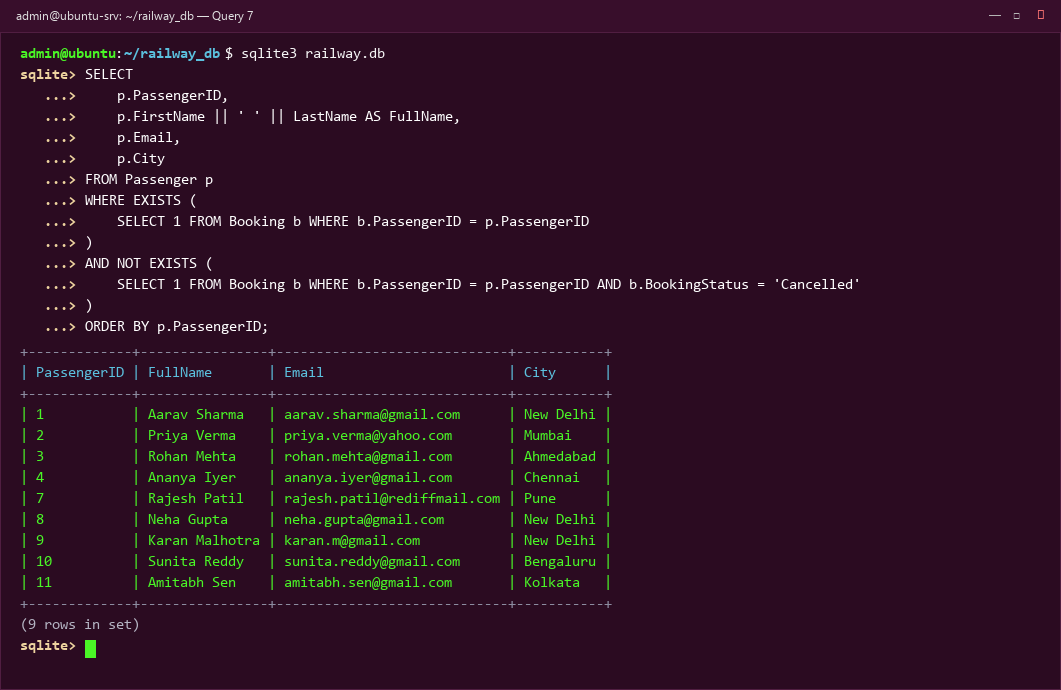 admin@ubuntu-srv: ~/railway_db — Query 7
admin@ubuntu:~/railway_db $ sqlite3 railway.db
sqlite> SELECT
   ...>     p.PassengerID,
   ...>     p.FirstName || ' ' || LastName AS FullName,
   ...>     p.Email,
   ...>     p.City
   ...> FROM Passenger p
   ...> WHERE EXISTS (
   ...>     SELECT 1 FROM Booking b WHERE b.PassengerID = p.PassengerID
   ...> )
   ...> AND NOT EXISTS (
   ...>     SELECT 1 FROM Booking b WHERE b.PassengerID = p.PassengerID AND b.BookingStatus = 'Cancelled'
   ...> )
   ...> ORDER BY p.PassengerID;
+-------------+----------------+-----------------------------+-----------+
| PassengerID | FullName       | Email                       | City      |
+-------------+----------------+-----------------------------+-----------+
| 1           | Aarav Sharma   | aarav.sharma@gmail.com      | New Delhi |
| 2           | Priya Verma    | priya.verma@yahoo.com       | Mumbai    |
| 3           | Rohan Mehta    | rohan.mehta@gmail.com       | Ahmedabad |
| 4           | Ananya Iyer    | ananya.iyer@gmail.com       | Chennai   |
| 7           | Rajesh Patil   | rajesh.patil@rediffmail.com | Pune      |
| 8           | Neha Gupta     | neha.gupta@gmail.com        | New Delhi |
| 9           | Karan Malhotra | karan.m@gmail.com           | New Delhi |
| 10          | Sunita Reddy   | sunita.reddy@gmail.com      | Bengaluru |
| 11          | Amitabh Sen    | amitabh.sen@gmail.com       | Kolkata   |
+-------------+----------------+-----------------------------+-----------+
(9 rows in set)
sqlite>